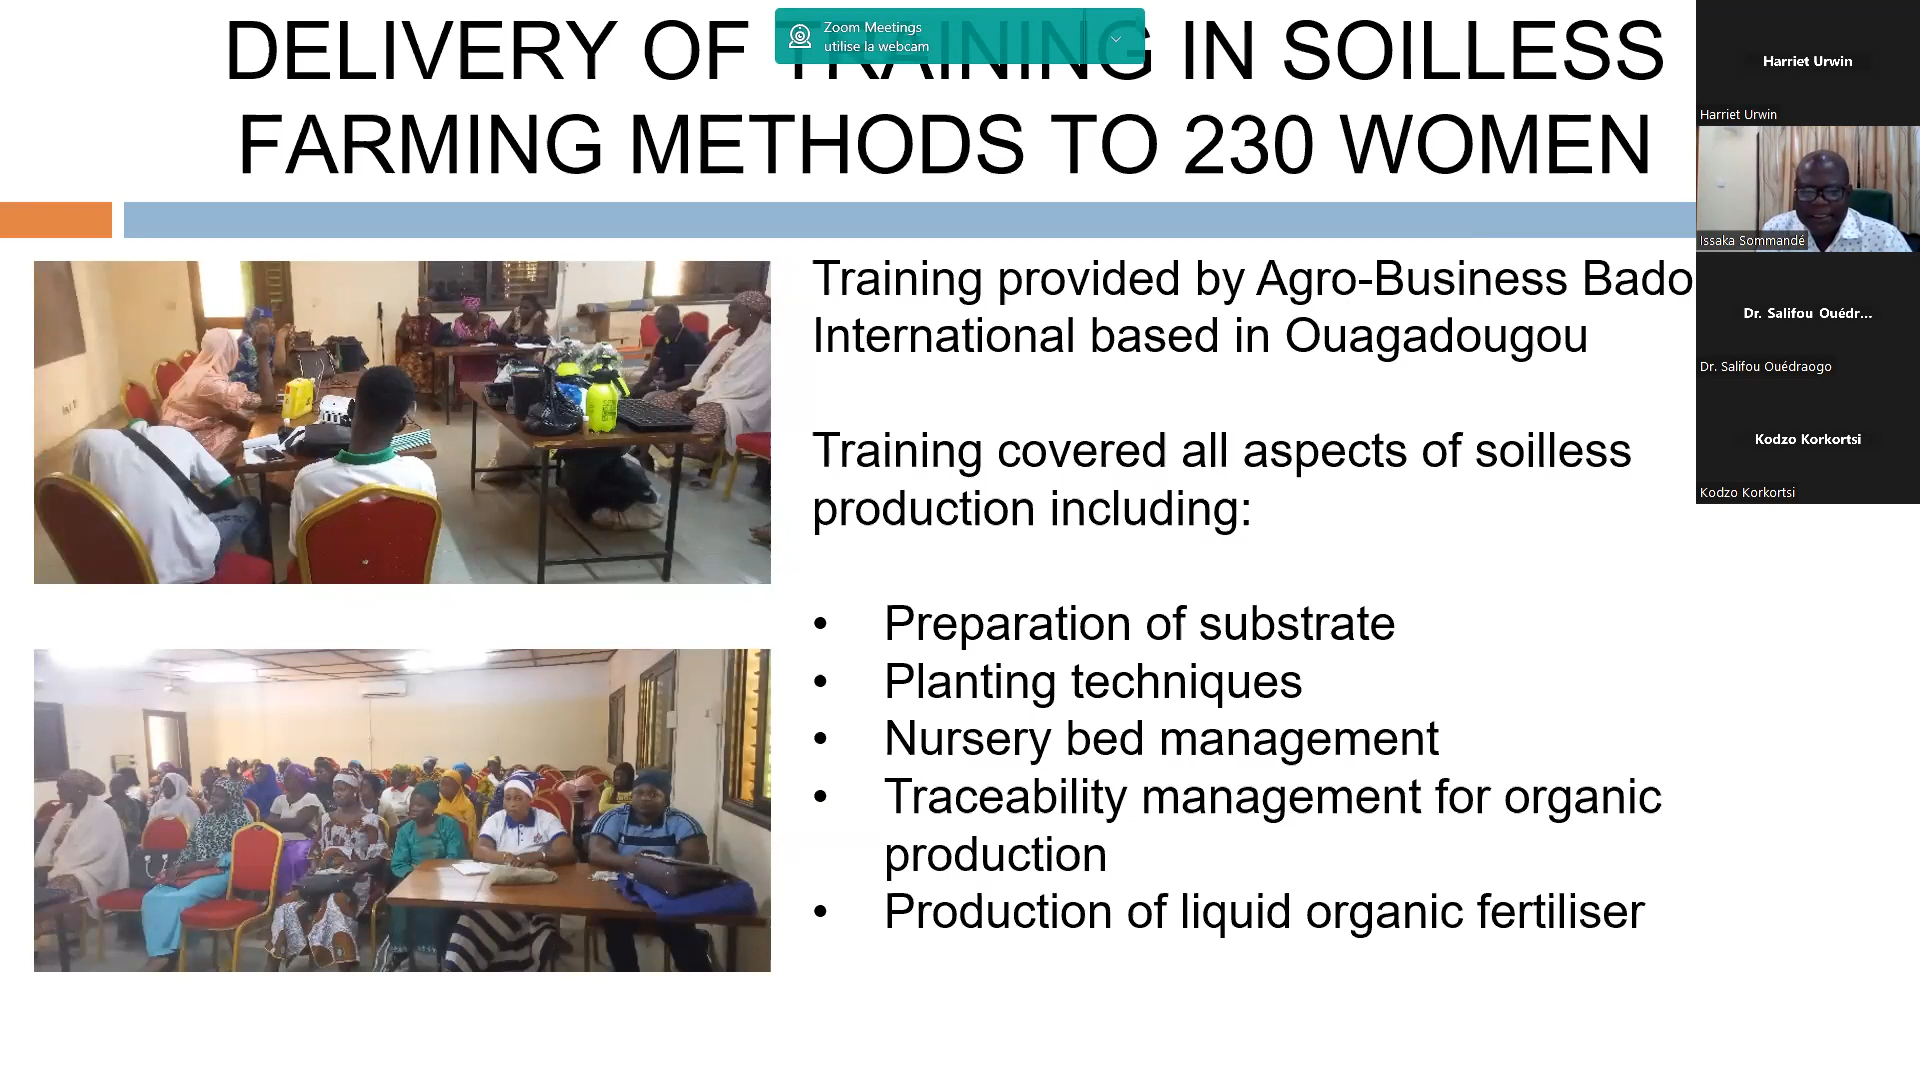 DELIVERY OF TRAINING IN SOILLESS
FARMING METHODS TO 230 WOMEN
Zoom Meetings
utilise la webcam
Training provided by Agro-Business Bado
International based in Ouagadougou
Training covered all aspects of soilless
production including:
• Preparation of substrate
• Planting techniques
• Nursery bed management
• Traceability management for organic
production
• Production of liquid organic fertiliser
Harriet Urwin
Harriet Urwin
Issaka Sommandé
Dr. Salifou Ouédr...
Dr. Salifou Ouédraogo
Kodzo Korkortsi
Kodzo Korkortsi